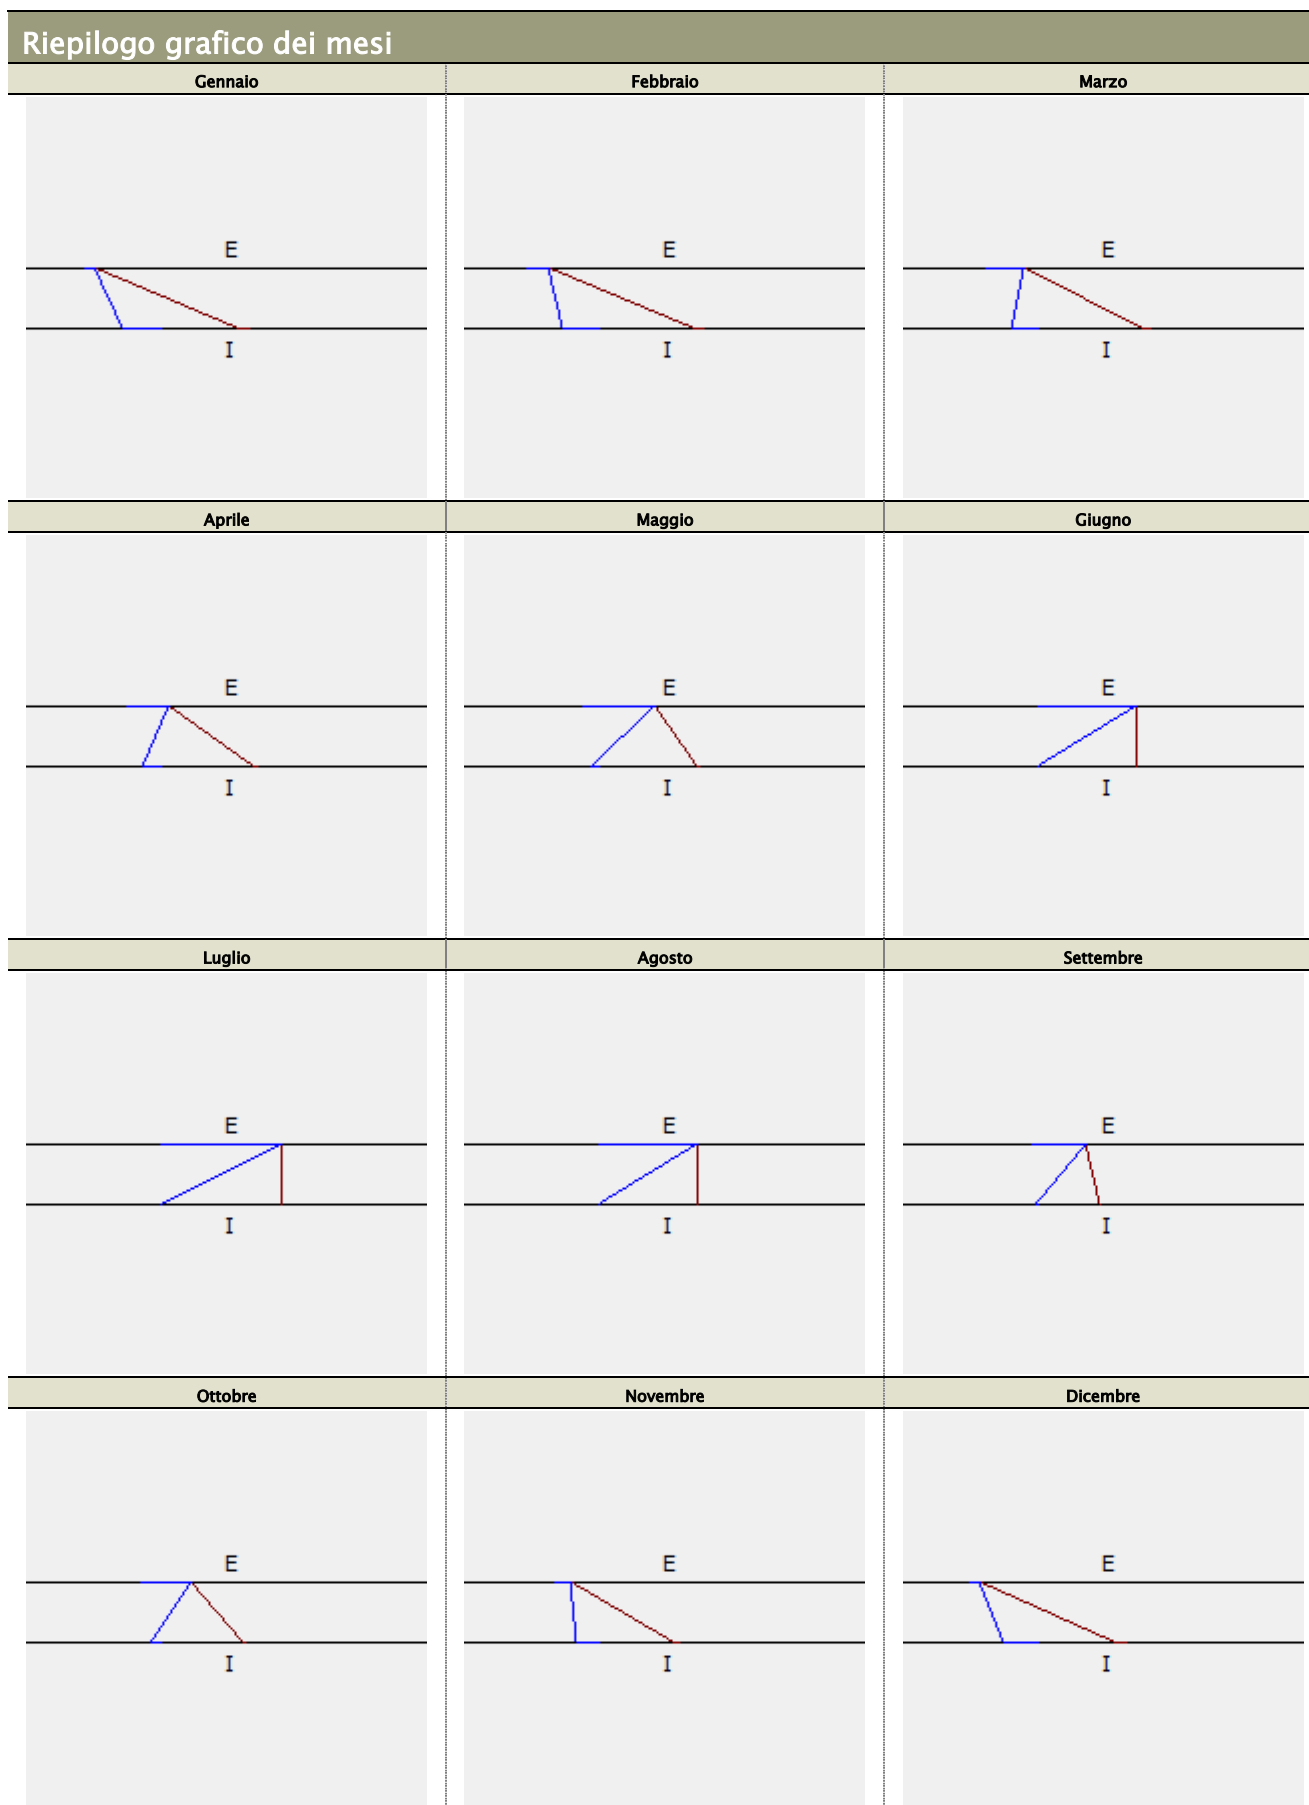 Riepilogo grafico dei mesi
Gennaio Febbraio Marzo
E E E
I I I
Aprile Maggio Giugno
E E E
I I I
Luglio Agosto Settembre
E E E
I I I
Ottobre Novembre Dicembre
E E E
I I I